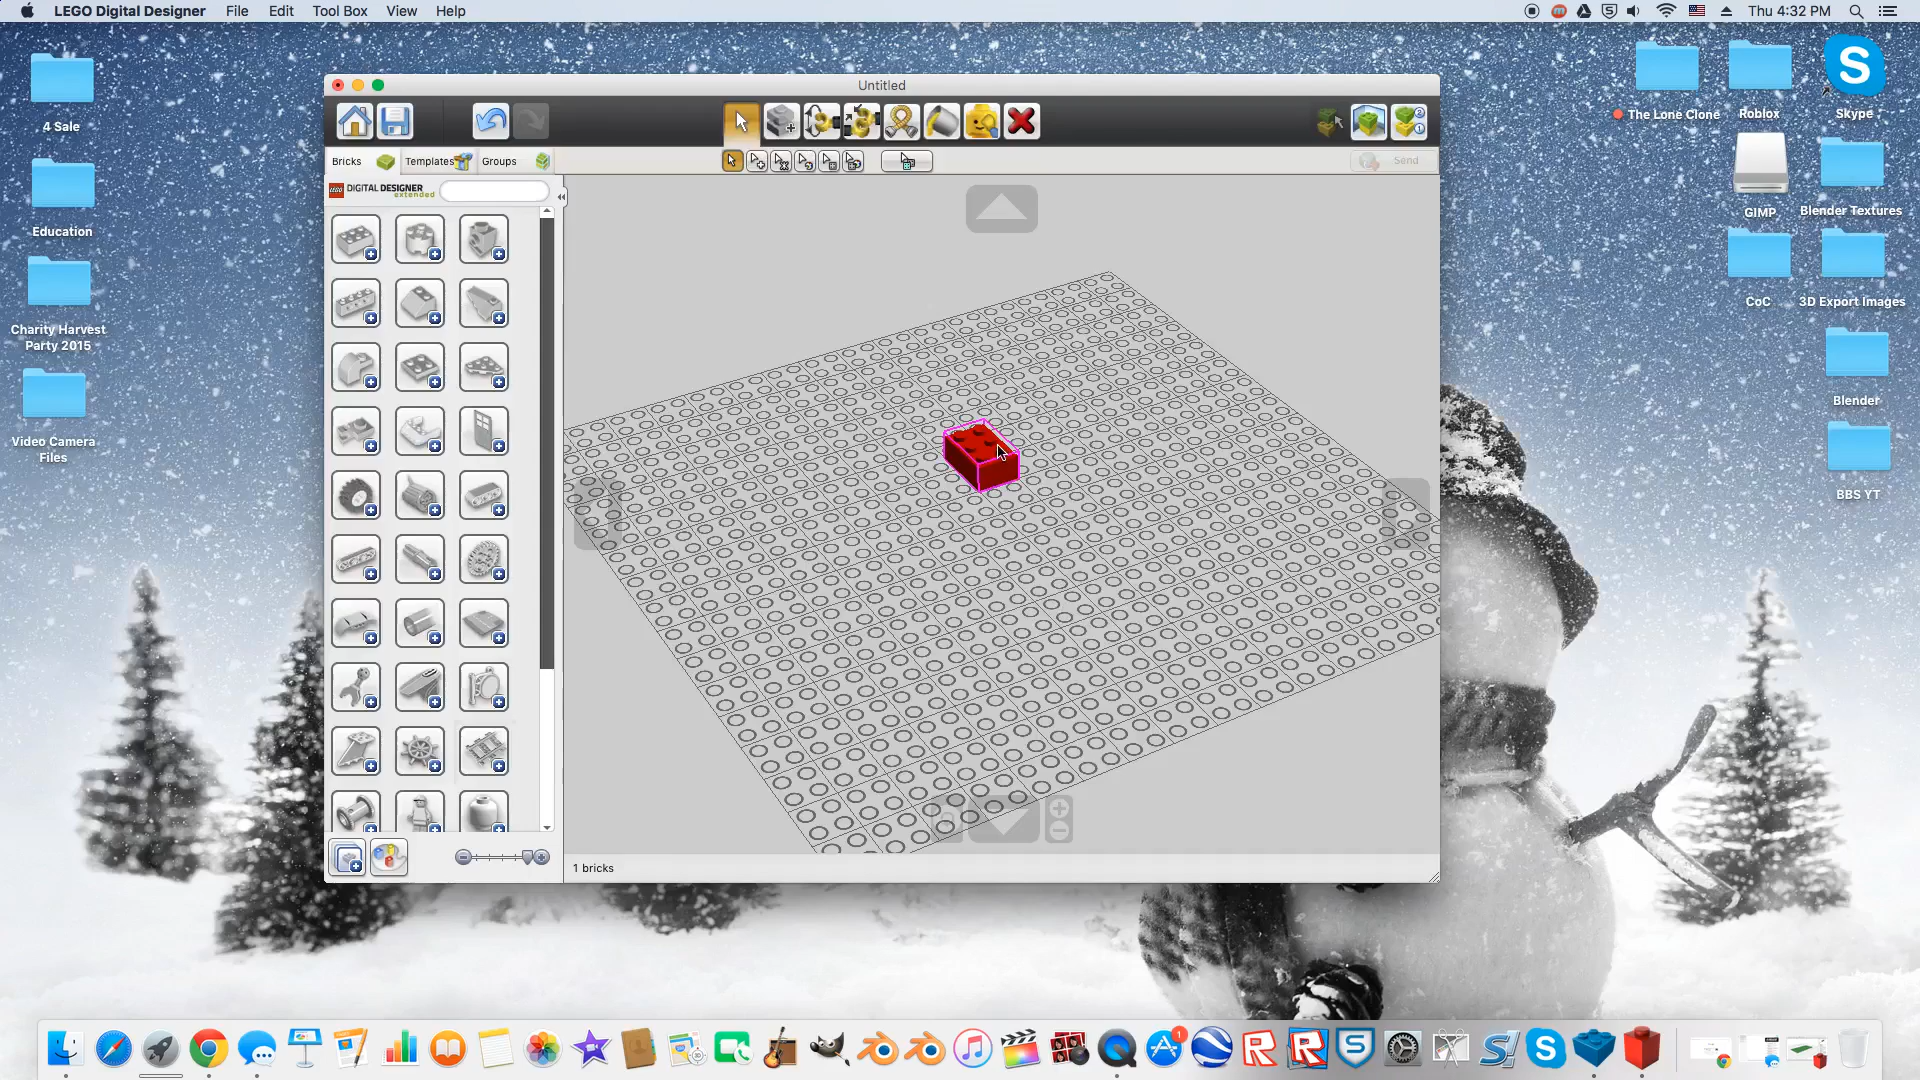 LEGO Digital Designer File Edit Tool Box View Help
Thu 4:32 PM
Untitled
Bricks Templates Groups
Send
LEGO DIGITAL DESIGNER extended
1 bricks
4 Sale
Education
Charity Harvest
Party 2015
Video Camera
Files
The Lone Clone
Roblox
Skype
GIMP
Blender Textures
CoC
3D Export Images
Blender
BBS YT